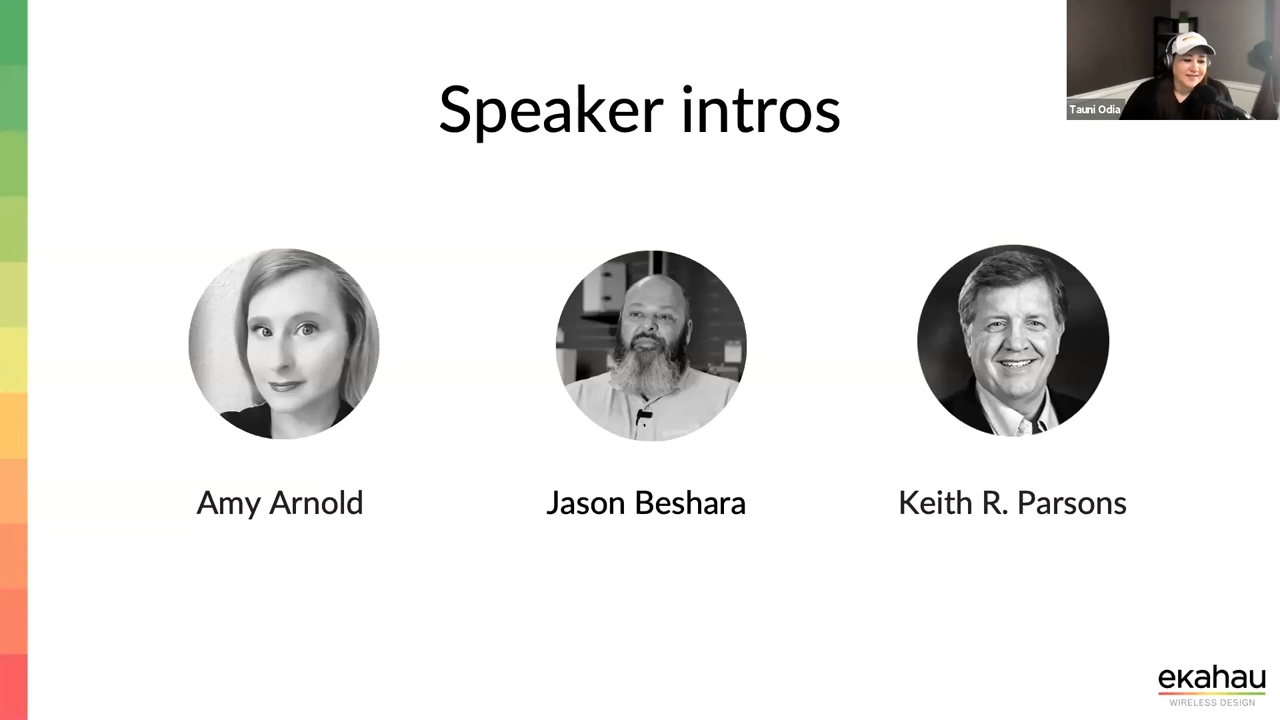 Speaker intros
Tauni Odia
Amy Arnold
Jason Beshara
Keith R. Parsons
ekahau
WIRELESS DESIGN